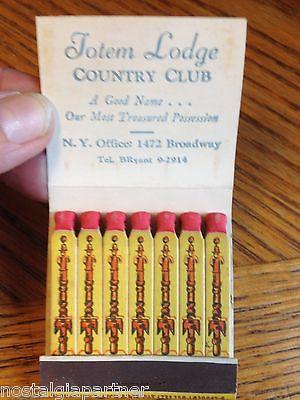 Totem Lodge
COUNTRY CLUB
A Good Name . . .
Our Most Treasured Possession
N. Y. Office: 1472 Broadway
Tel. BRyant 9-2914
nostalgiapartner